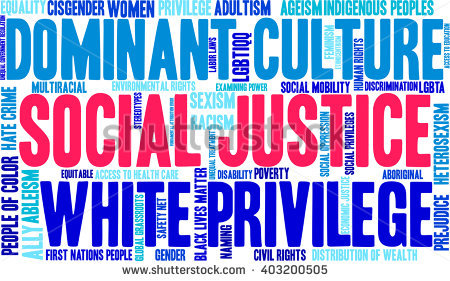 EQUALITY CISGENDER WOMEN PRIVILEGE ADULTISM AGEISM INDIGENOUS PEOPLES
DOMINANT CULTURE
LABOR LAWS
LGBTIQQ
FEMINISM
HUMAN RIGHTS
ACCESS TO EDUCATION
MULTIRACIAL
ENVIRONMENTAL RIGHTS
EXAMINING POWER
SOCIAL MOBILITY
DISCRIMINATION
LGBTA
HATE CRIME
STEREOTYPES
SEXISM
RACISM
SOCIAL JUSTICE
SOCIAL OPPRESSION
SOCIAL PRIVILEGES
HETEROSEXISM
PEOPLE OF COLOR
ALLY
ABLEISM
EQUITABLE
ACCESS TO HEALTH CARE
DISABILITY
POVERTY
ABORIGINAL
WHITE PRIVILEGE
GLOBAL GRASSROOTS
SAFETY NET
BLACK LIVES MATTER
NAMING
ECONOMIC JUSTICE
PREJUDICE
FIRST NATIONS PEOPLE
GENDER
CIVIL RIGHTS
DISTRIBUTION OF WEALTH
shutterstock
www.shutterstock.com · 403200505